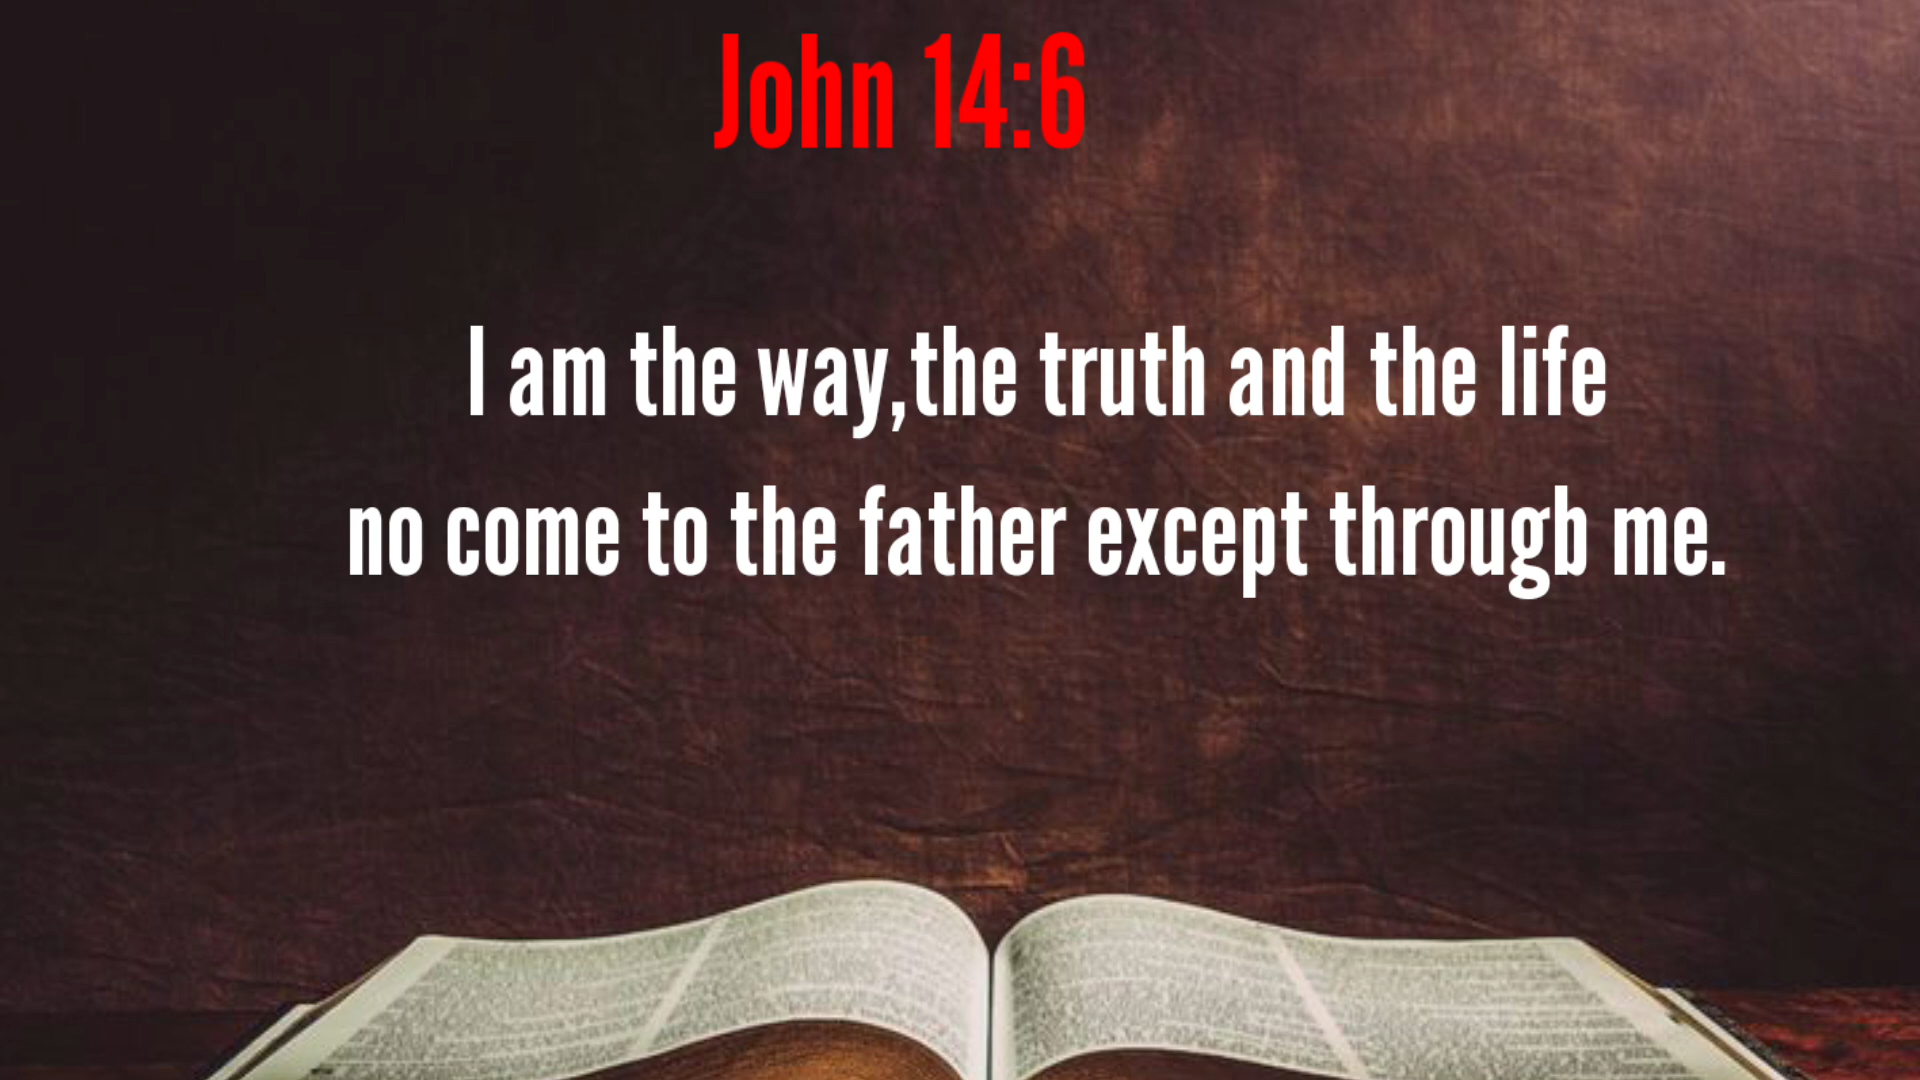 John 14:6
I am the way,the truth and the life
no come to the father except througb me.